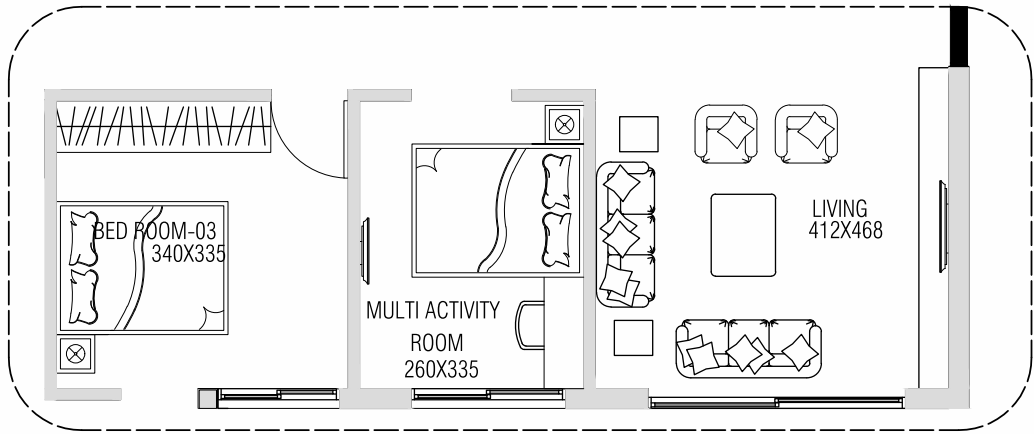 BED ROOM-03
340X335
MULTI ACTIVITY
ROOM
260X335
LIVING
412X468